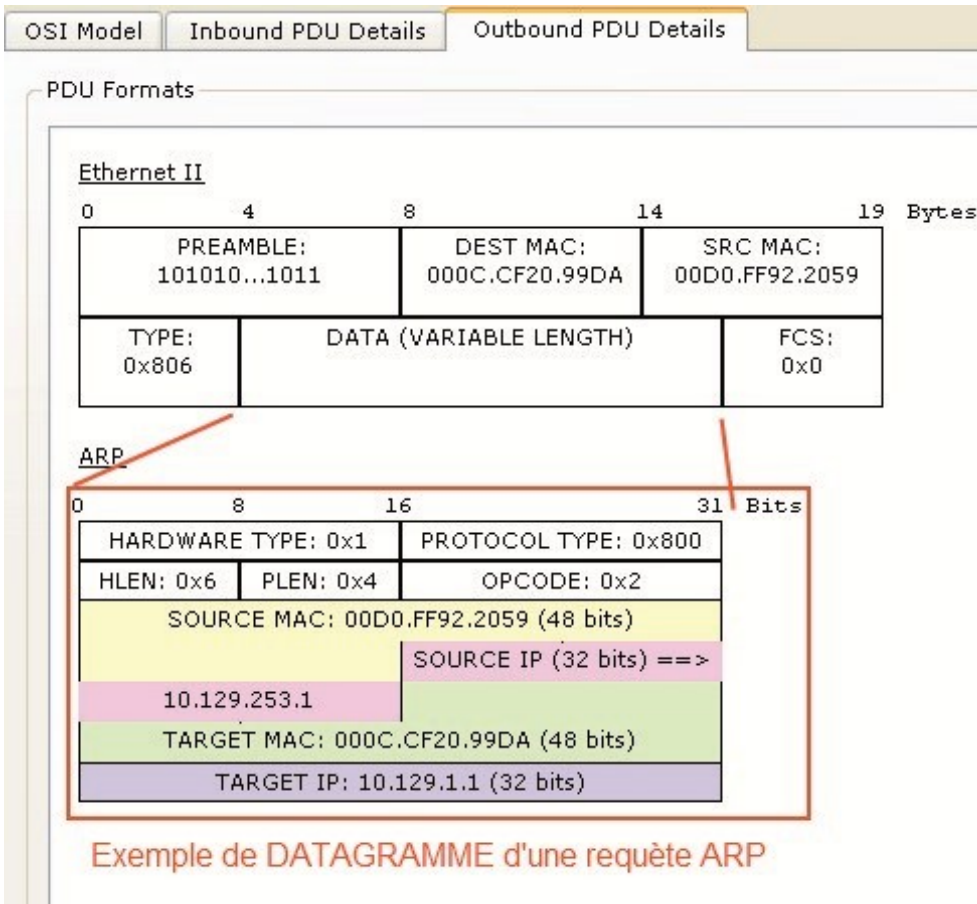 OSI Model
Inbound PDU Details
Outbound PDU Details
PDU Formats
Ethernet II
0 4 8 14 19 Bytes
PREAMBLE:
101010...1011
DEST MAC:
000C.CF20.99DA
SRC MAC:
00D0.FF92.2059
TYPE:
0x806
DATA (VARIABLE LENGTH)
FCS:
0x0
ARP
0 8 16 31 Bits
HARDWARE TYPE: 0x1
PROTOCOL TYPE: 0x800
HLEN: 0x6
PLEN: 0x4
OPCODE: 0x2
SOURCE MAC: 00D0.FF92.2059 (48 bits)
SOURCE IP (32 bits) ==>
10.129.253.1
TARGET MAC: 000C.CF20.99DA (48 bits)
TARGET IP: 10.129.1.1 (32 bits)
Exemple de DATAGRAMME d'une requète ARP